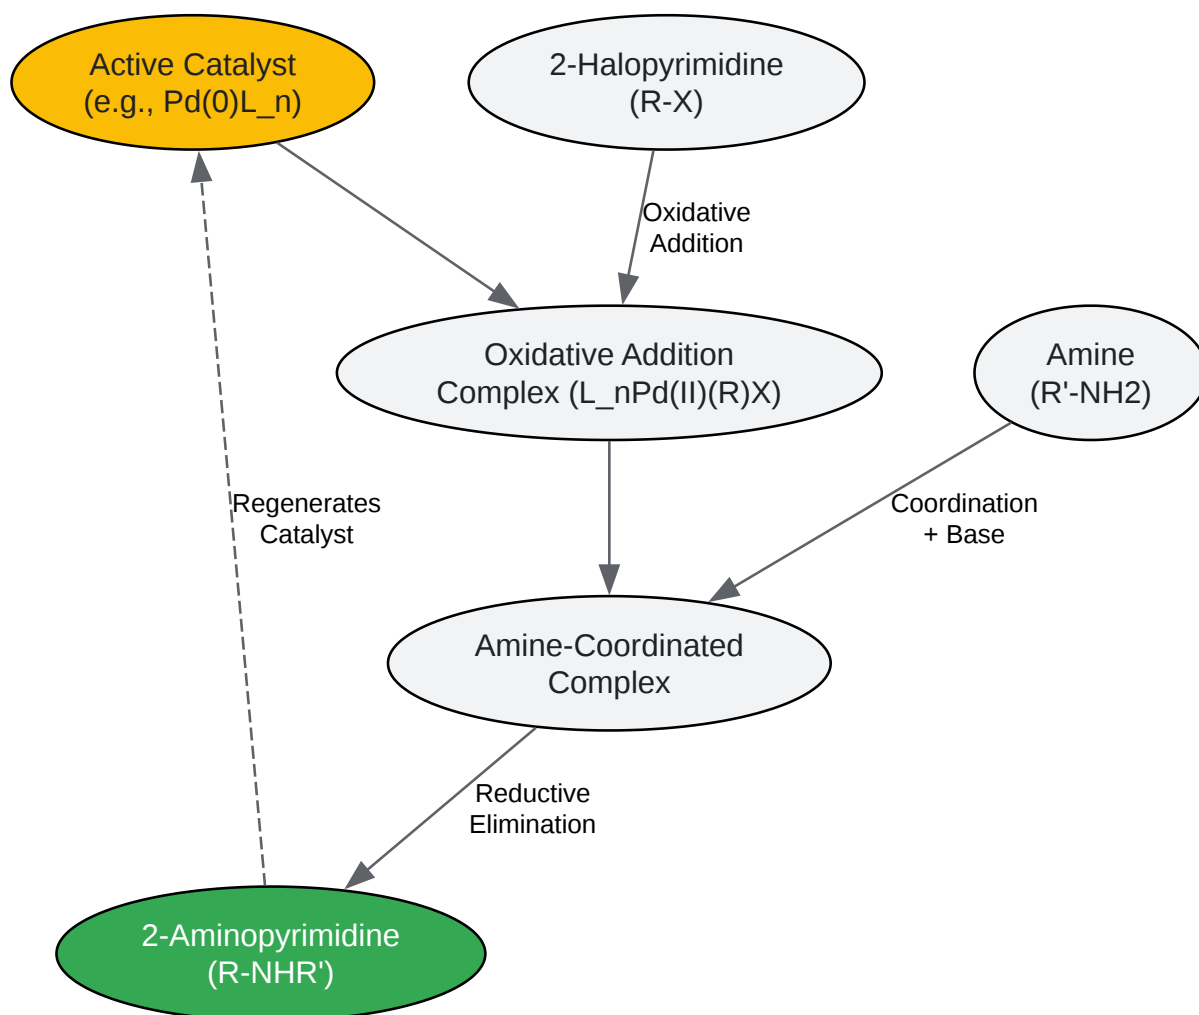 Active Catalyst
(e.g., Pd(0)L_n)
2-Halopyrimidine
(R-X)
Oxidative
Addition
Oxidative Addition
Complex (L_nPd(II)(R)X)
Amine
(R'-NH2)
Regenerates
Catalyst
Coordination
+ Base
Amine-Coordinated
Complex
Reductive
Elimination
2-Aminopyrimidine
(R-NHR')